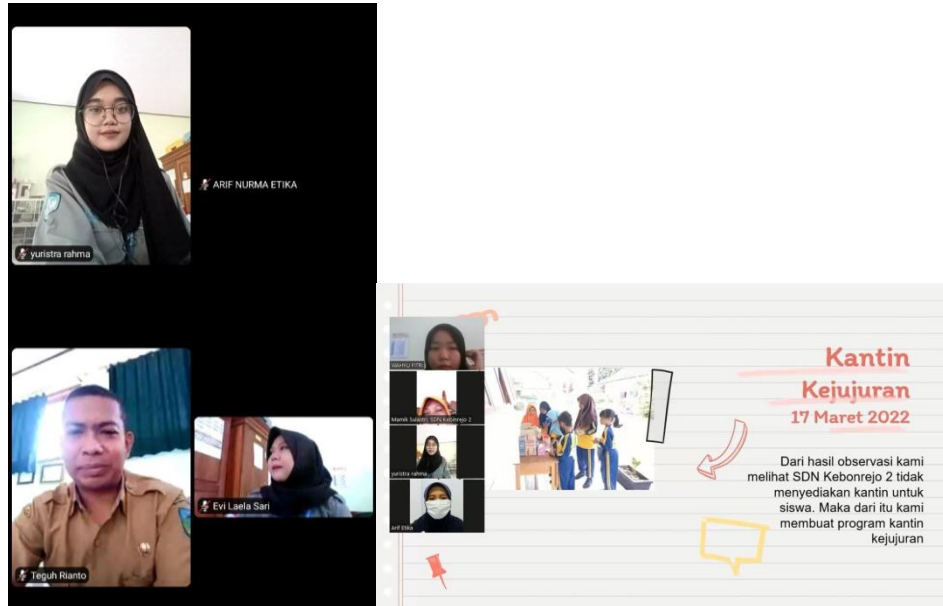 yuristra rahma
ARIF NURMA ETIKA
Teguh Rianto
Evi Laela Sari
WAHYU FITRI
Mamik Sulastri, SDN Kebonrejo 2
yuristra rahma
Arif Etika
Kantin
Kejujuran
17 Maret 2022
Dari hasil observasi kami
melihat SDN Kebonrejo 2 tidak
menyediakan kantin untuk
siswa. Maka dari itu kami
membuat program kantin
kejujuran